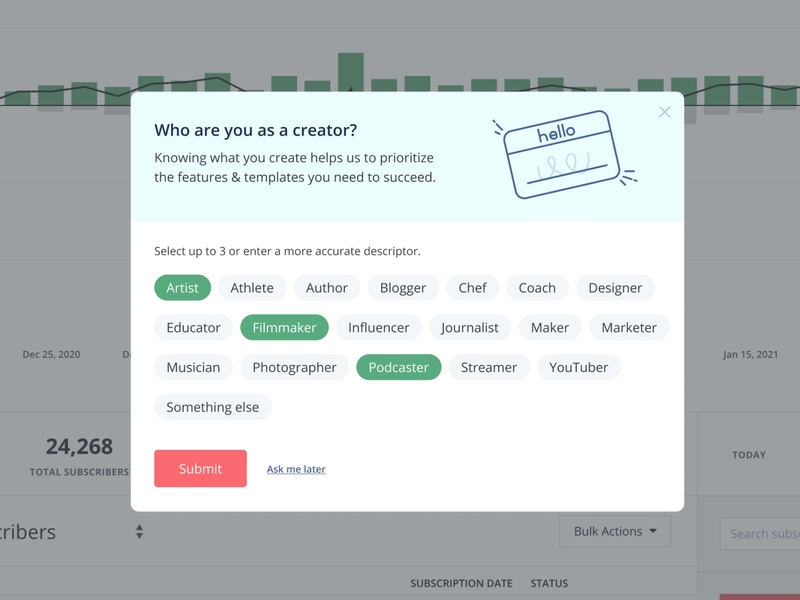 Who are you as a creator?
Knowing what you create helps us to prioritize
the features & templates you need to succeed.
hello
Select up to 3 or enter a more accurate descriptor.
Artist Athlete Author Blogger Chef Coach Designer
Educator Filmmaker Influencer Journalist Maker Marketer
Musician Photographer Podcaster Streamer YouTuber
Something else
Submit Ask me later
Dec 25, 2020
Jan 15, 2021
24,268
TOTAL SUBSCRIBERS
TODAY
Bulk Actions
Search
SUBSCRIPTION DATE STATUS